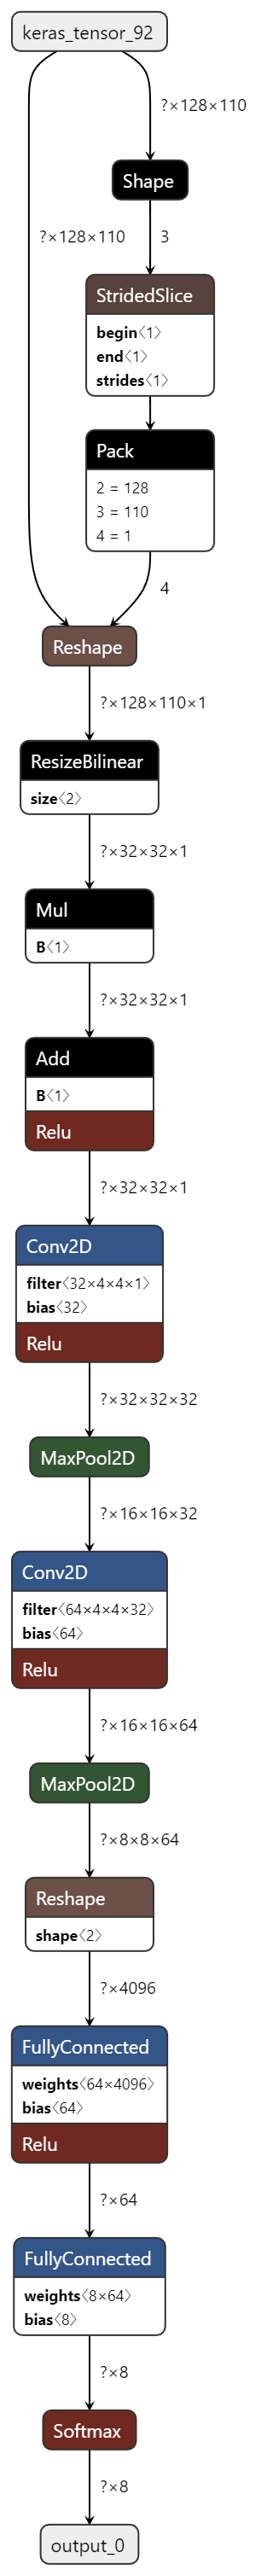 keras_tensor_92
?×128×110
Shape
?×128×110
3
StridedSlice
begin〈1〉
end〈1〉
strides〈1〉
Pack
2 = 128
3 = 110
4 = 1
4
Reshape
?×128×110×1
ResizeBilinear
size〈2〉
?×32×32×1
Mul
B〈1〉
?×32×32×1
Add
B〈1〉
Relu
?×32×32×1
Conv2D
filter〈32×4×4×1〉
bias〈32〉
Relu
?×32×32×32
MaxPool2D
?×16×16×32
Conv2D
filter〈64×4×4×32〉
bias〈64〉
Relu
?×16×16×64
MaxPool2D
?×8×8×64
Reshape
shape〈2〉
?×4096
FullyConnected
weights〈64×4096〉
bias〈64〉
Relu
?×64
FullyConnected
weights〈8×64〉
bias〈8〉
?×8
Softmax
?×8
output_0